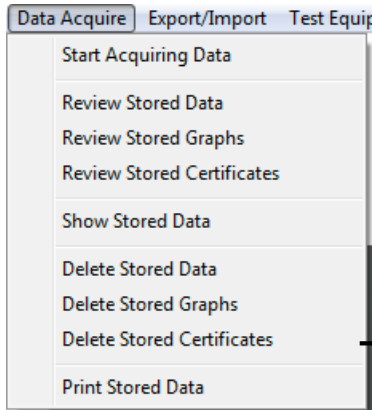 Data Acquire Export/Import Test Equip
Start Acquiring Data
Review Stored Data
Review Stored Graphs
Review Stored Certificates
Show Stored Data
Delete Stored Data
Delete Stored Graphs
Delete Stored Certificates
Print Stored Data